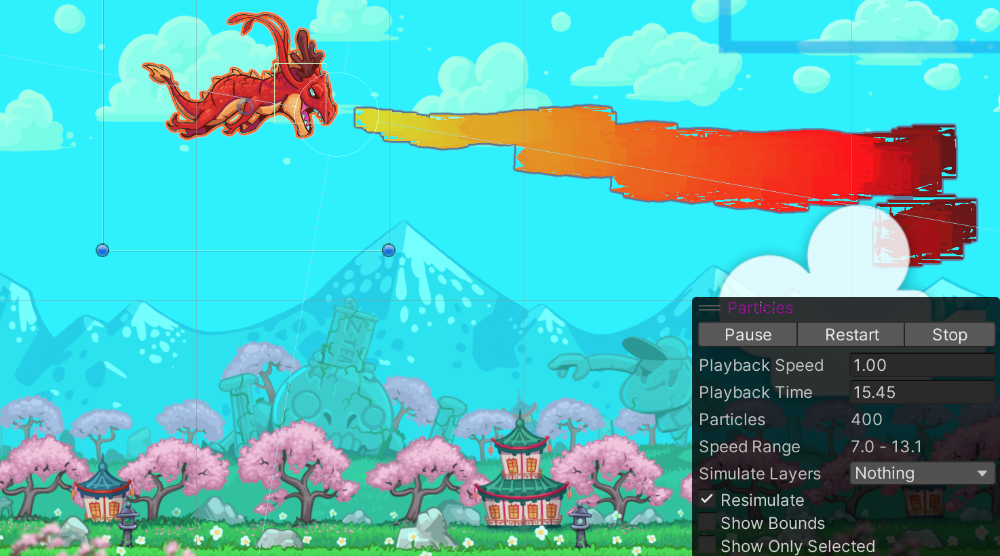 Z-TEA
Particles
Pause Restart Stop
Playback Speed 1.00
Playback Time 15.45
Particles 400
Speed Range 7.0 - 13.1
Simulate Layers Nothing
Resimulate
Show Bounds
Show Only Selected